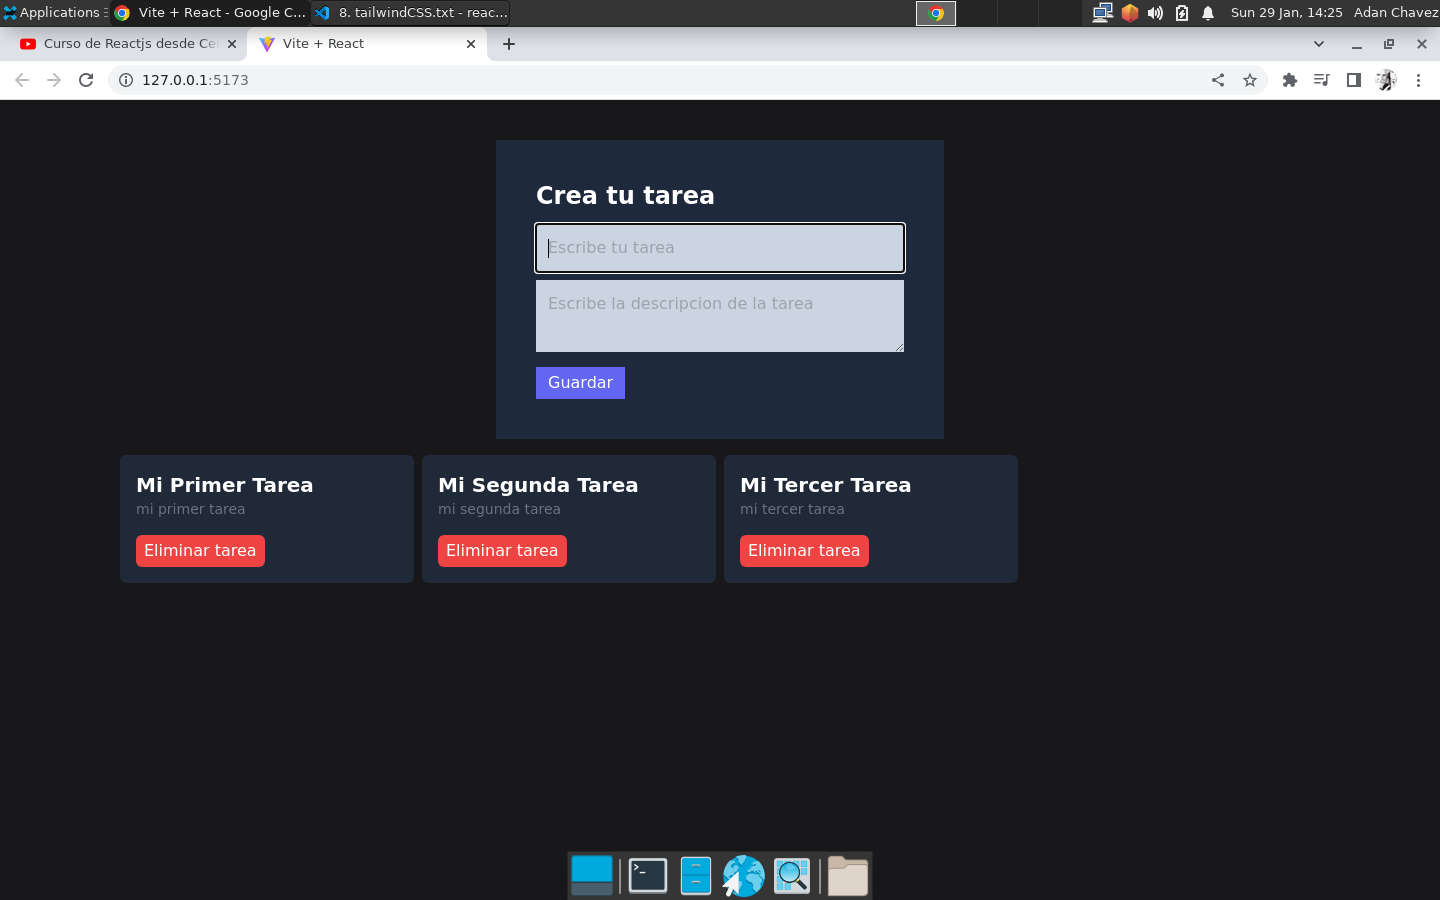 Applications
Vite + React - Google C...
8. tailwindCSS.txt - reac...
Sun 29 Jan, 14:25
Adan Chavez
Curso de Reactjs desde Ce
Vite + React
127.0.0.1:5173
Crea tu tarea
Escribe tu tarea
Escribe la descripcion de la tarea
Guardar
Mi Primer Tarea
mi primer tarea
Eliminar tarea
Mi Segunda Tarea
mi segunda tarea
Eliminar tarea
Mi Tercer Tarea
mi tercer tarea
Eliminar tarea